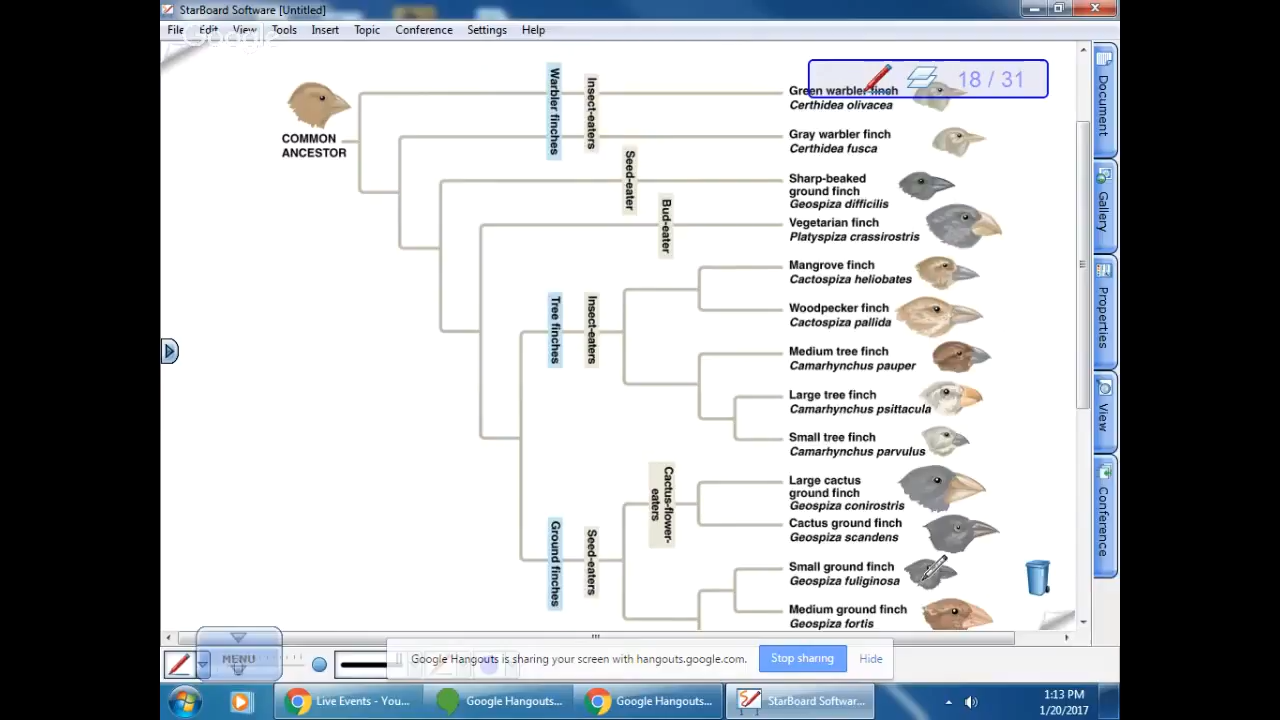 StarBoard Software [Untitled]
File Edit View Tools Insert Topic Conference Settings Help
Google
18 / 31
COMMON
ANCESTOR
Warbler finches
Insect-eaters
Seed-eater
Bud-eater
Tree finches
Insect-eaters
Cactus-flower-
eaters
Ground finches
Seed-eaters
Green warbler finch
Certhidea olivacea
Gray warbler finch
Certhidea fusca
Sharp-beaked
ground finch
Geospiza difficilis
Vegetarian finch
Platyspiza crassirostris
Mangrove finch
Cactospiza heliobates
Woodpecker finch
Cactospiza pallida
Medium tree finch
Camarhynchus pauper
Large tree finch
Camarhynchus psittacula
Small tree finch
Camarhynchus parvulus
Large cactus
ground finch
Geospiza conirostris
Cactus ground finch
Geospiza scandens
Small ground finch
Geospiza fuliginosa
Medium ground finch
Geospiza fortis
Document
Gallery
Properties
View
Conference
MENU
Google Hangouts is sharing your screen with hangouts.google.com.
Stop sharing
Hide
Live Events - You...
Google Hangouts...
Google Hangouts...
StarBoard Softwar...
1:13 PM
1/20/2017